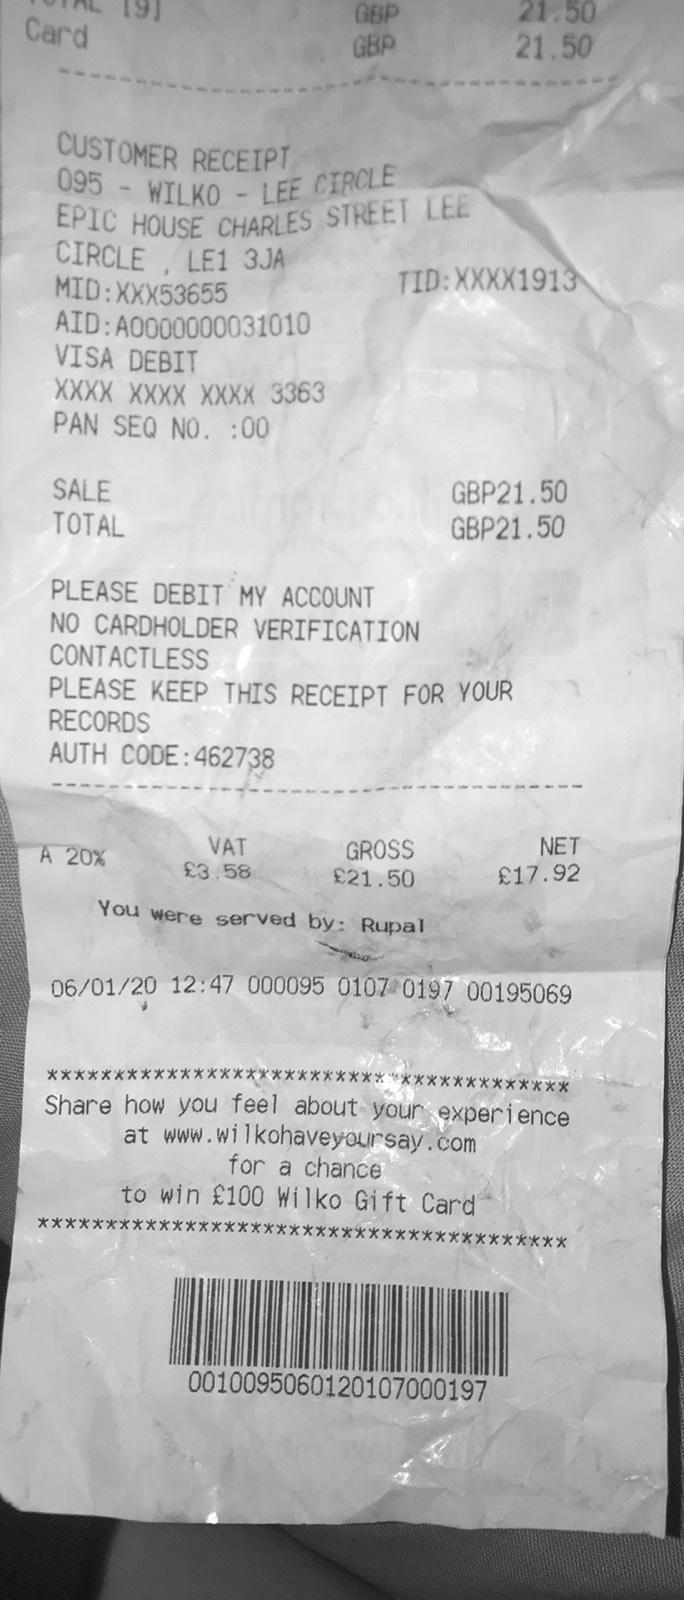 TOTAL [9] GBP 21.50
Card GBP 21.50
CUSTOMER RECEIPT
095 - WILKO - LEE CIRCLE
EPIC HOUSE CHARLES STREET LEE
CIRCLE , LE1 3JA
MID:XXX53655 TID:XXXX1913
AID:A0000000031010
VISA DEBIT
XXXX XXXX XXXX 3363
PAN SEQ NO. :00
SALE GBP21.50
TOTAL GBP21.50
PLEASE DEBIT MY ACCOUNT
NO CARDHOLDER VERIFICATION
CONTACTLESS
PLEASE KEEP THIS RECEIPT FOR YOUR
RECORDS
AUTH CODE:462738
VAT GROSS NET
A 20% £3.58 £21.50 £17.92
You were served by: Rupal
06/01/20 12:47 000095 0107 0197 00195069
****************************************
Share how you feel about your experience
at www.wilkohaveyoursay.com
for a chance
to win £100 Wilko Gift Card
****************************************
0010095060120107000197